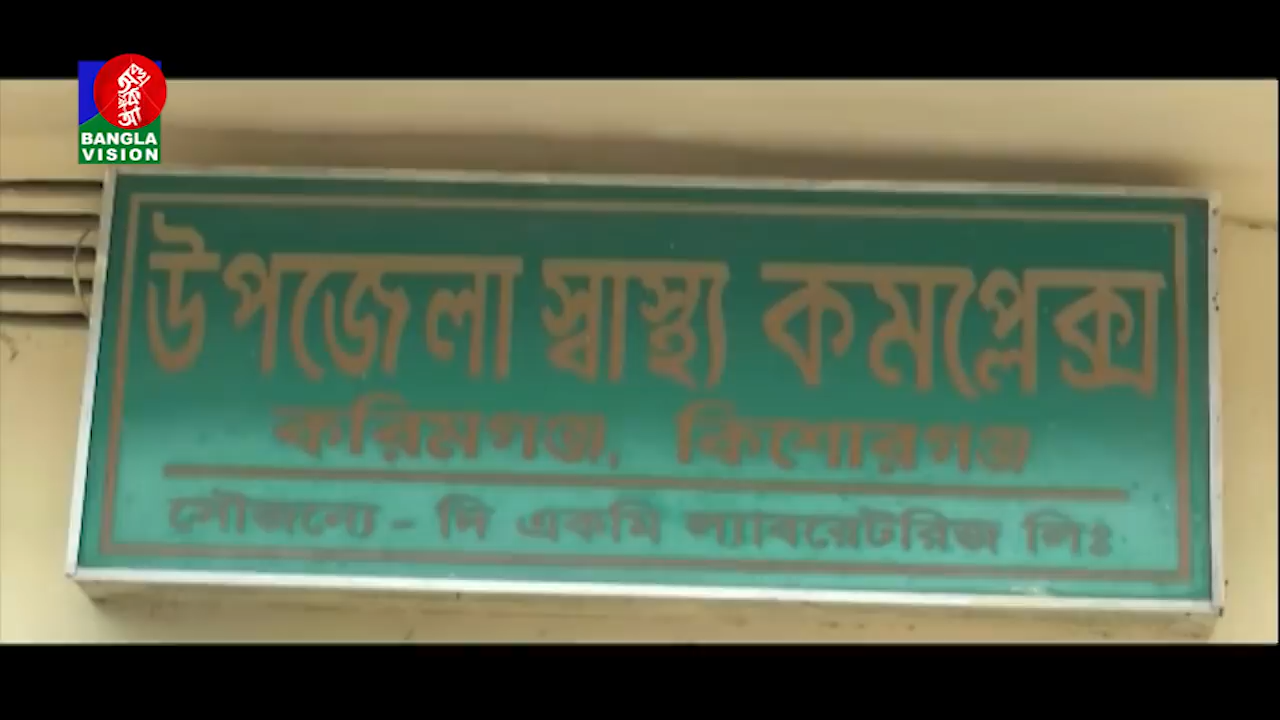 BANGLA
VISION
উপজেলা স্বাস্থ্য কমপ্লেক্স
করিমগঞ্জ, কিশোরগঞ্জ
সৌজন্যে - দি একমি ল্যাবরেটরিজ লিঃ